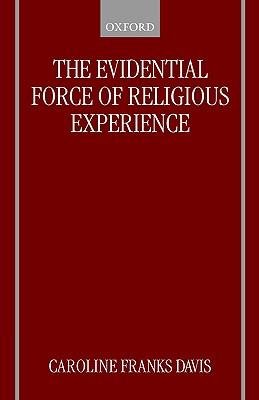 OXFORD
THE EVIDENTIAL
FORCE OF RELIGIOUS
EXPERIENCE
CAROLINE FRANKS DAVIS